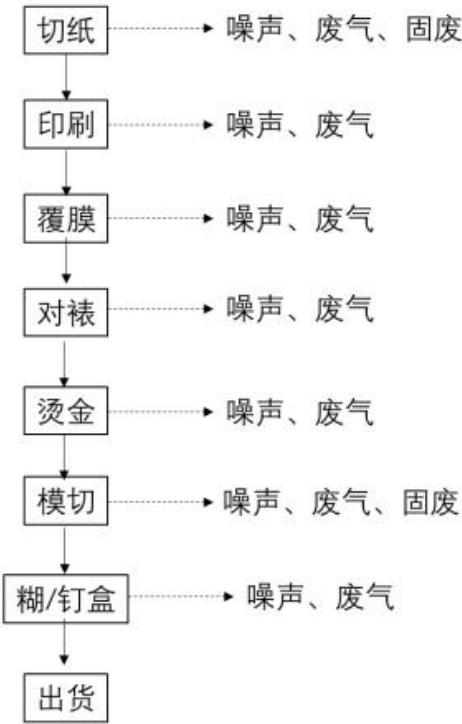 切纸 噪声、废气、固废
印刷 噪声、废气
覆膜 噪声、废气
对裱 噪声、废气
烫金 噪声、废气
模切 噪声、废气、固废
糊/钉盒 噪声、废气
出货